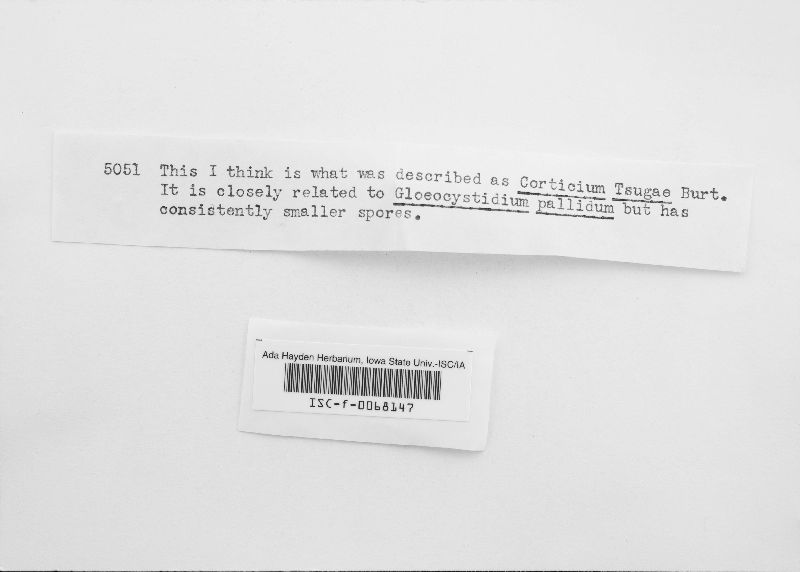 5051 This I think is what was described as Corticium Tsugae Burt.
It is closely related to Gloeocystidium pallidum but has
consistently smaller spores.
Ada Hayden Herbarium, Iowa State Univ.-ISC/IA
ISC-f-0068147